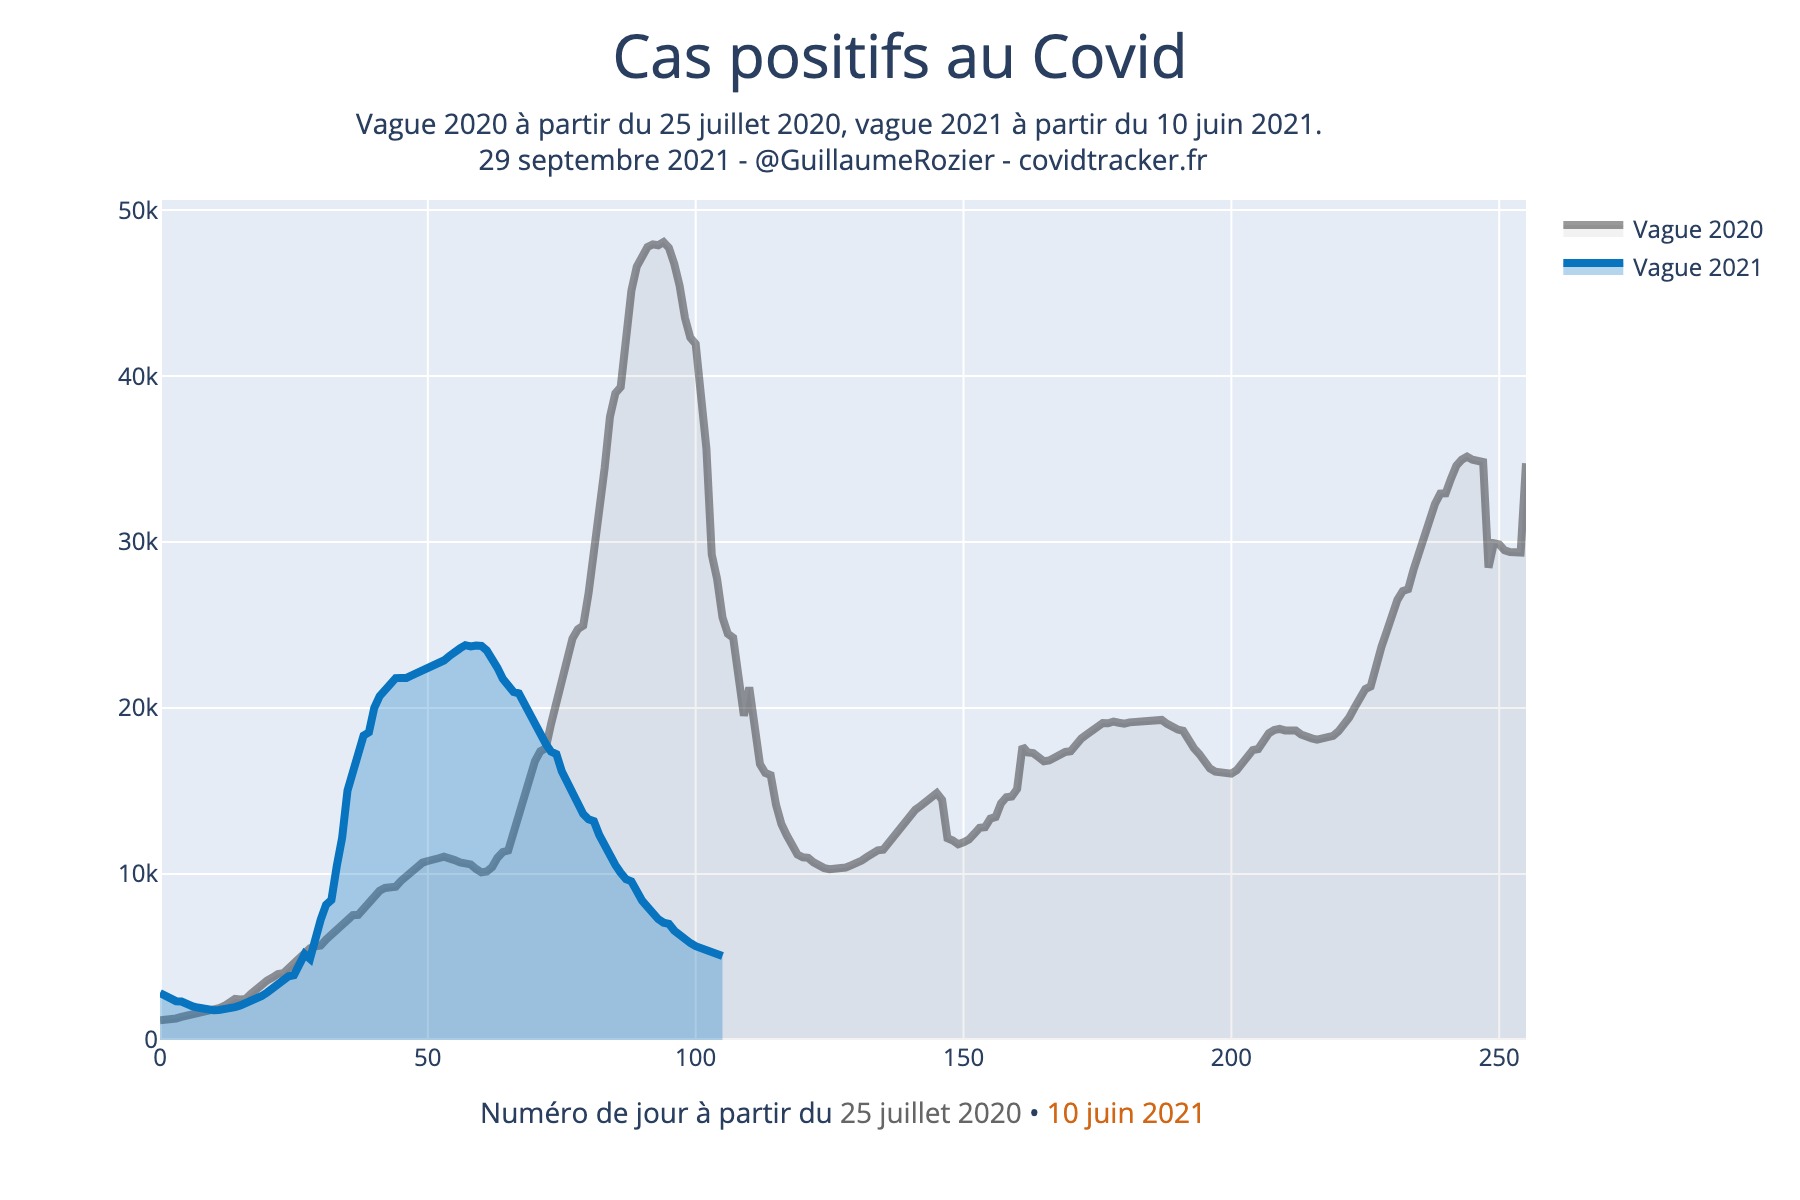 Cas positifs au Covid
Vague 2020 à partir du 25 juillet 2020, vague 2021 à partir du 10 juin 2021.
29 septembre 2021 - @GuillaumeRozier - covidtracker.fr
50k
40k
30k
20k
10k
0
Vague 2020
Vague 2021
0 50 100 150 200 250
Numéro de jour à partir du 25 juillet 2020 • 10 juin 2021